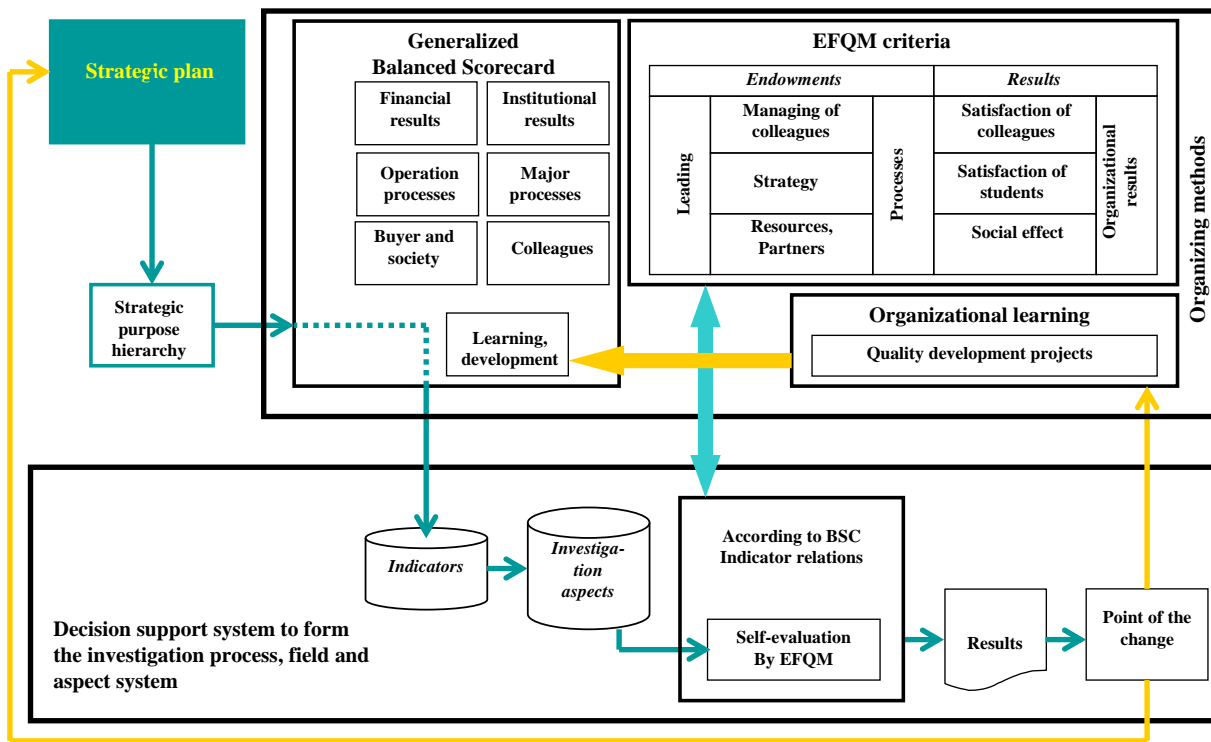 Strategic plan
Strategic
purpose
hierarchy
Generalized
Balanced Scorecard
Financial
results
Institutional
results
Operation
processes
Major
processes
Buyer and
society
Colleagues
Learning,
development
EFQM criteria
Endowments
Results
Leading
Managing of
colleagues
Strategy
Resources,
Partners
Processes
Satisfaction of
colleagues
Satisfaction of
students
Social effect
Organizational
results
Organizing methods
Organizational learning
Quality development projects
Indicators
Investiga-
tion
aspects
According to BSC
Indicator relations
Self-evaluation
By EFQM
Results
Point of the
change
Decision support system to form
the investigation process, field and
aspect system